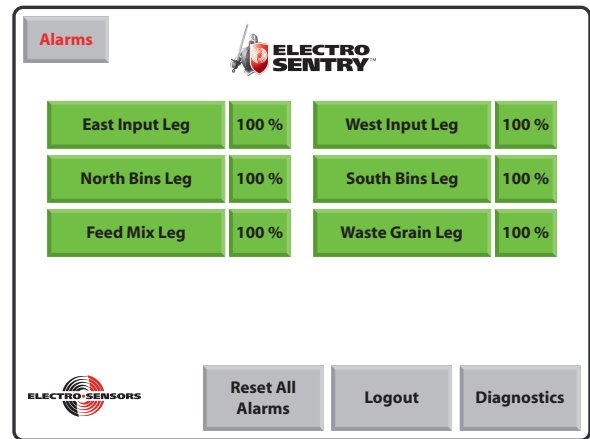 Alarms
ELECTRO
SENTRY™
East Input Leg 100 % West Input Leg 100 %
North Bins Leg 100 % South Bins Leg 100 %
Feed Mix Leg 100 % Waste Grain Leg 100 %
ELECTRO•SENSORS
Reset All
Alarms
Logout
Diagnostics